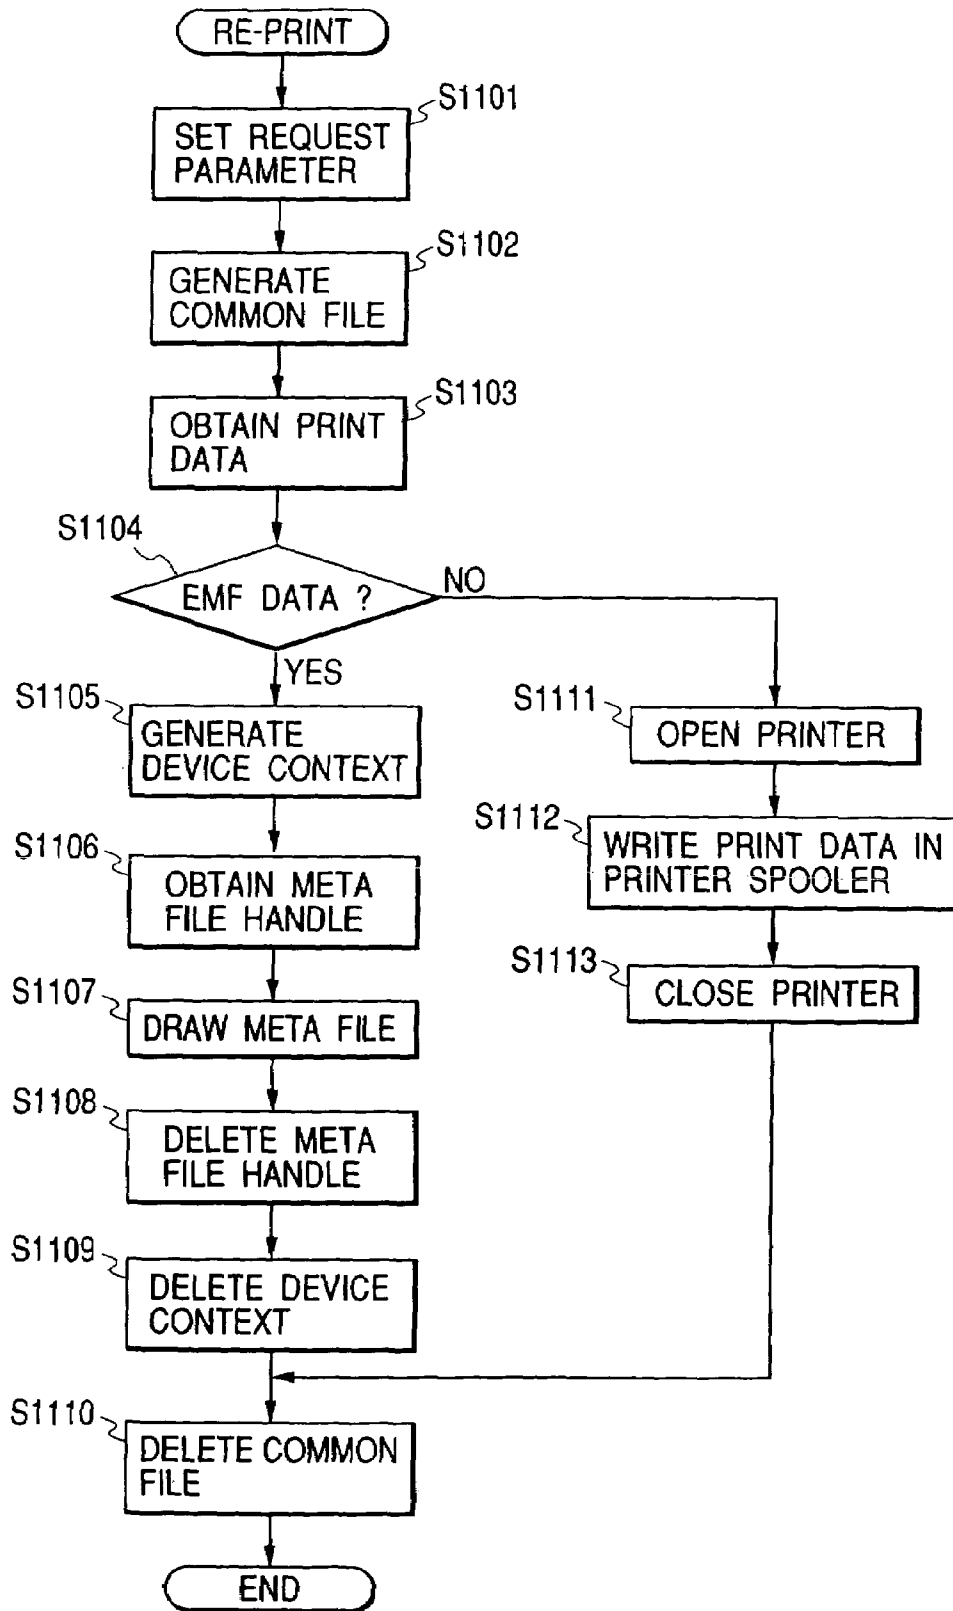 RE-PRINT
S1101
SET REQUEST
PARAMETER
S1102
GENERATE
COMMON FILE
S1103
OBTAIN PRINT
DATA
S1104
EMF DATA ?
NO
YES
S1105
GENERATE
DEVICE CONTEXT
S1111
OPEN PRINTER
S1106
OBTAIN META
FILE HANDLE
S1112
WRITE PRINT DATA IN
PRINTER SPOOLER
S1107
DRAW META FILE
S1113
CLOSE PRINTER
S1108
DELETE META
FILE HANDLE
S1109
DELETE DEVICE
CONTEXT
S1110
DELETE COMMON
FILE
END